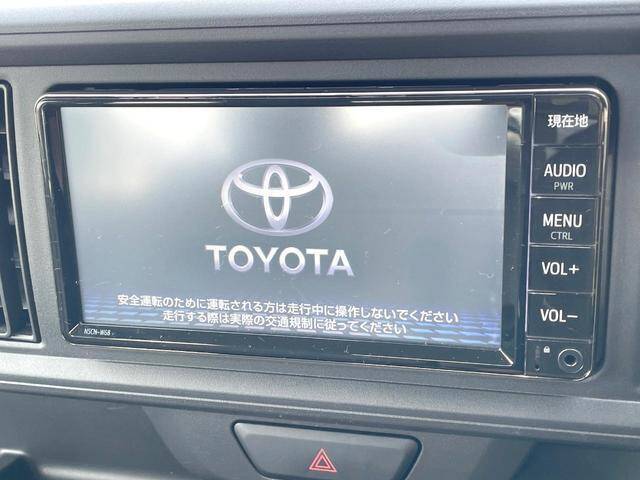 現在地
AUDIO
PWR
MENU
CTRL
VOL+
VOL−
TOYOTA
安全運転のために運転される方は走行中に操作しないでください
走行する際は実際の交通規制に従ってください
NSCN-W68